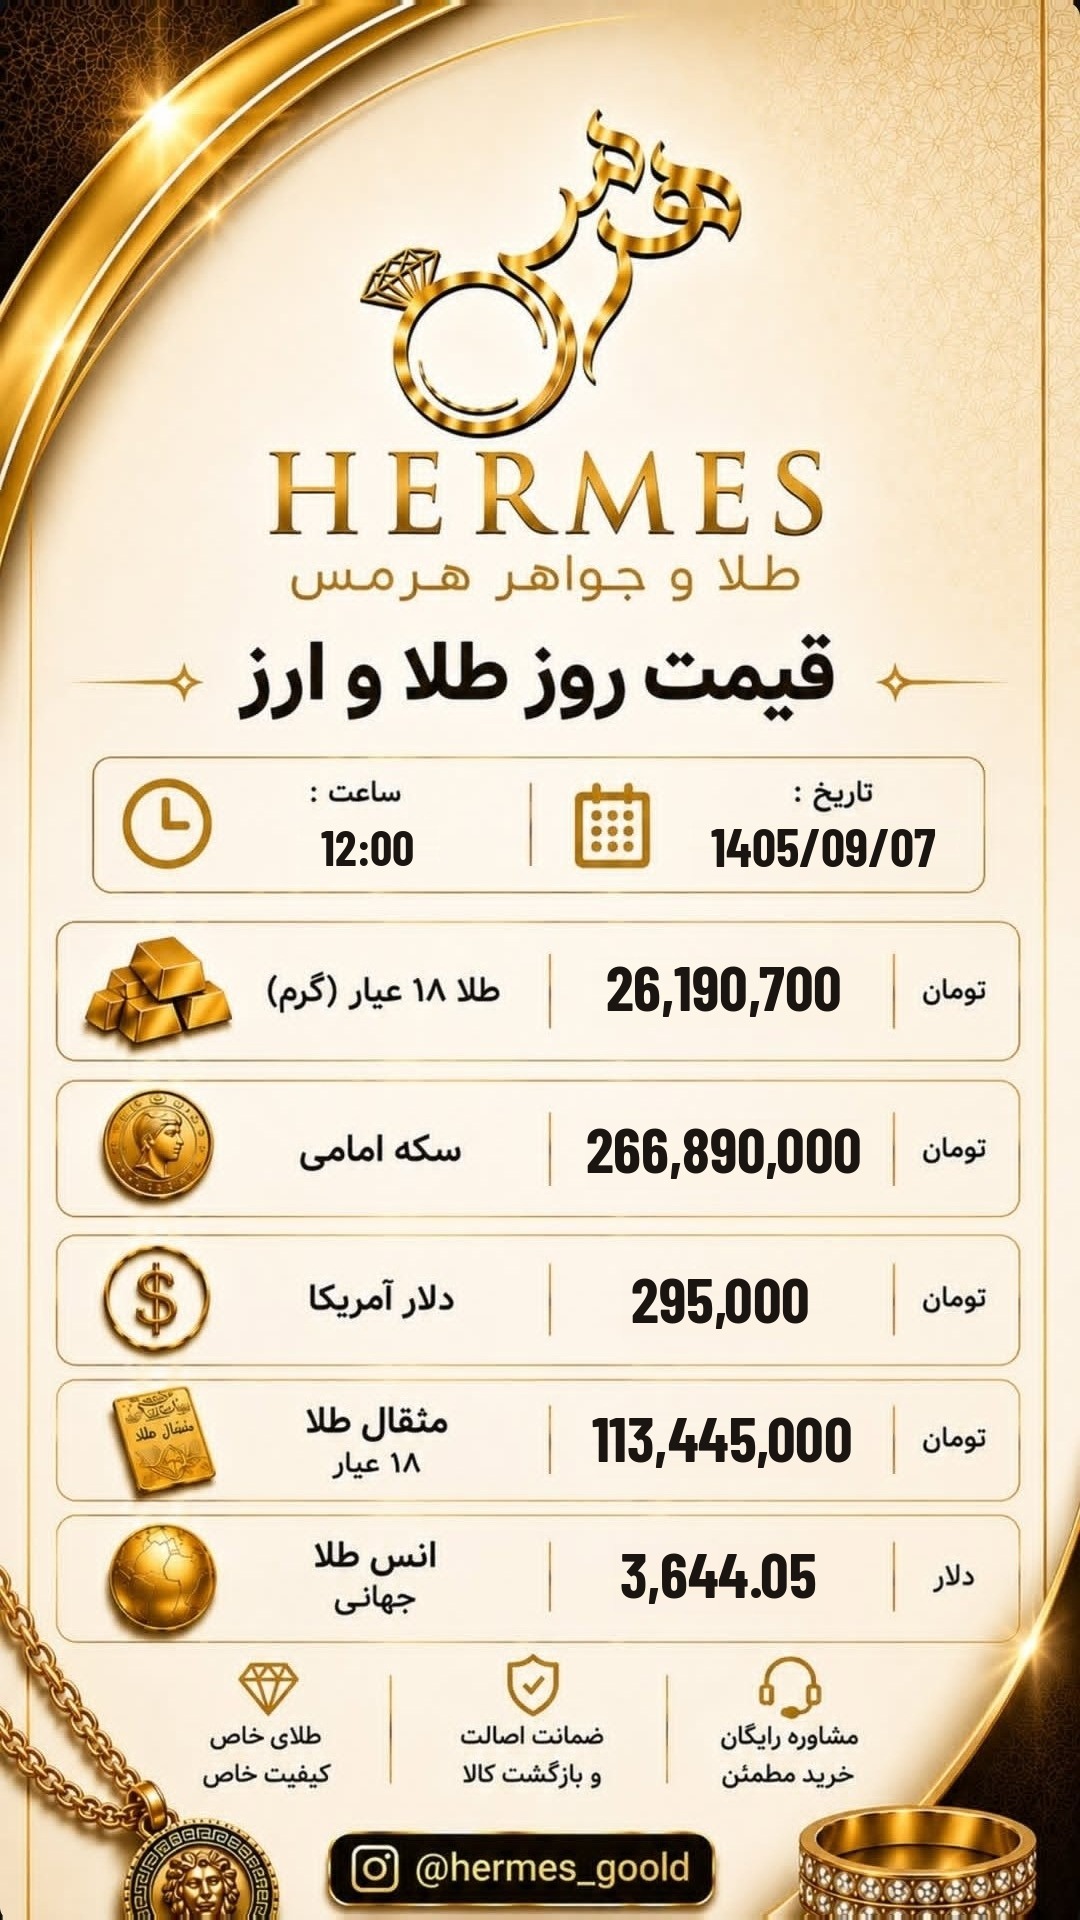 هرمس
HERMES
طلا و جواهر هرمس
قیمت روز طلا و ارز
تاریخ :
1405/09/07
ساعت :
12:00
طلا ۱۸ عیار (گرم)
26,190,700
تومان
سکه امامی
266,890,000
تومان
دلار آمریکا
295,000
تومان
مثقال طلا
مثقال طلا
۱۸ عیار
113,445,000
تومان
انس طلا
جهانی
3,644.05
دلار
مشاوره رایگان
خرید مطمئن
ضمانت اصالت
و بازگشت کالا
طلای خاص
کیفیت خاص
@hermes_goold